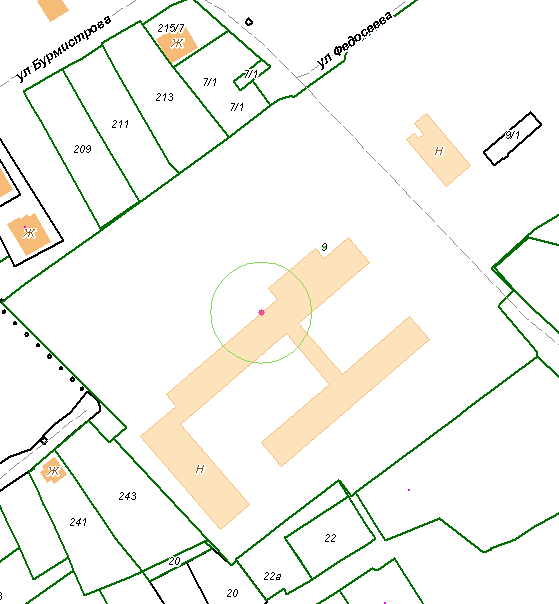 215/7
Ж
ул Бурмистрова
ул Федосеева
7/1
7/1
213
7/1
211
209
9/1
Н
Ж
9
Н
Ж
243
241
22
20
22а
20